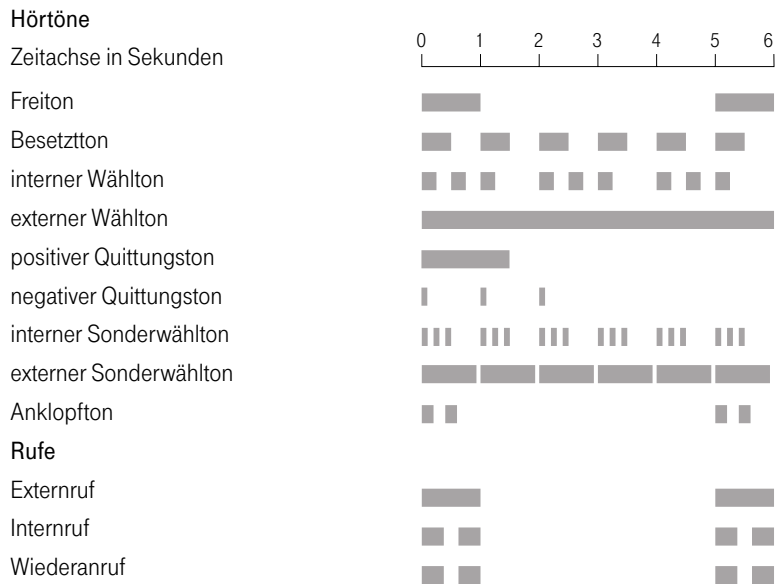 Hörtöne
Zeitachse in Sekunden 0 1 2 3 4 5 6
Freiton
Besetztton
interner Wählton
externer Wählton
positiver Quittungston
negativer Quittungston
interner Sonderwählton
externer Sonderwählton
Anklopfton
Rufe
Externruf
Internruf
Wiederanruf